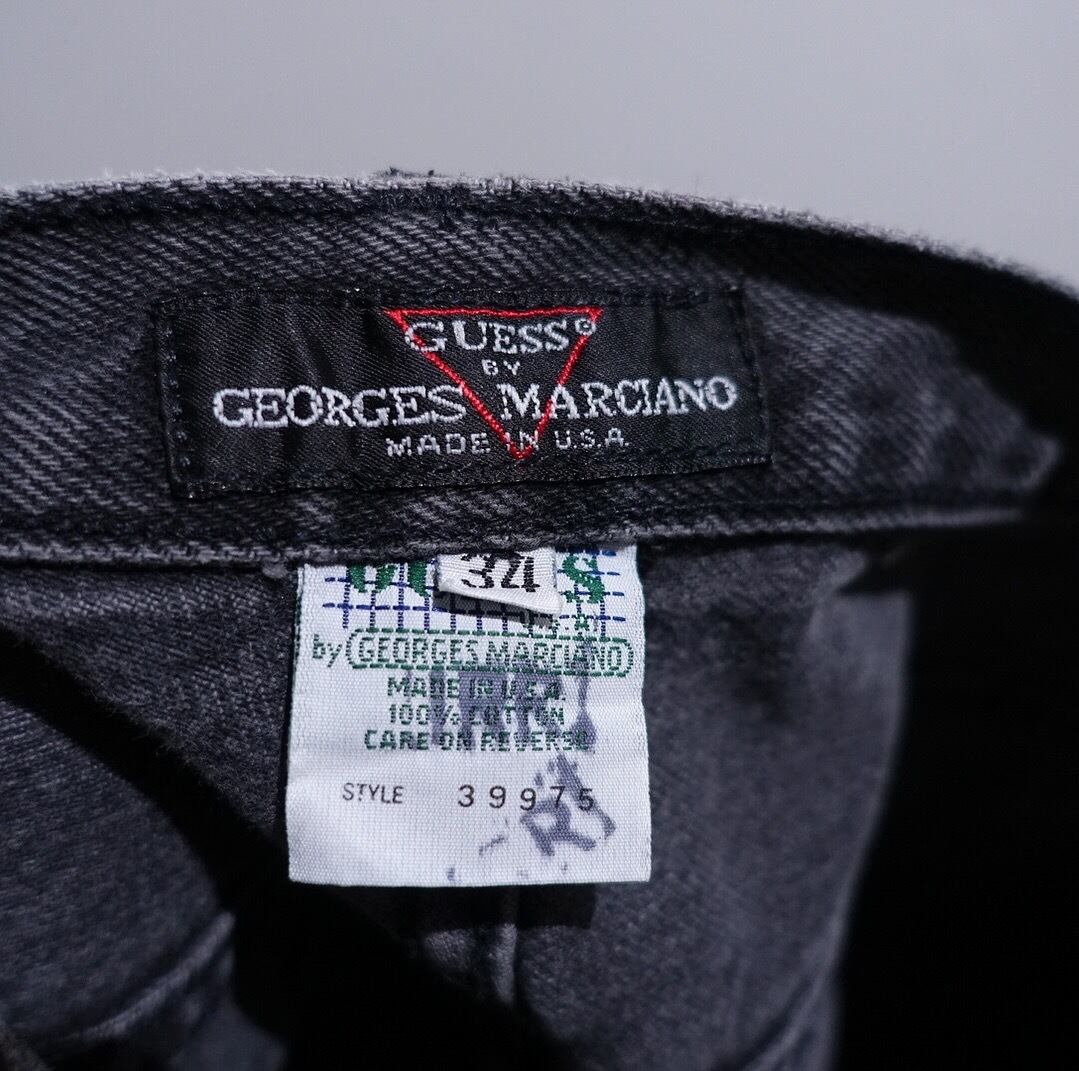 GUESS©
BY
GEORGES MARCIANO
MADE IN U.S.A.
34
by GEORGES MARCIANO
MADE IN U.S.A.
100% COTTON
CARE ON REVERSE
STYLE 39975